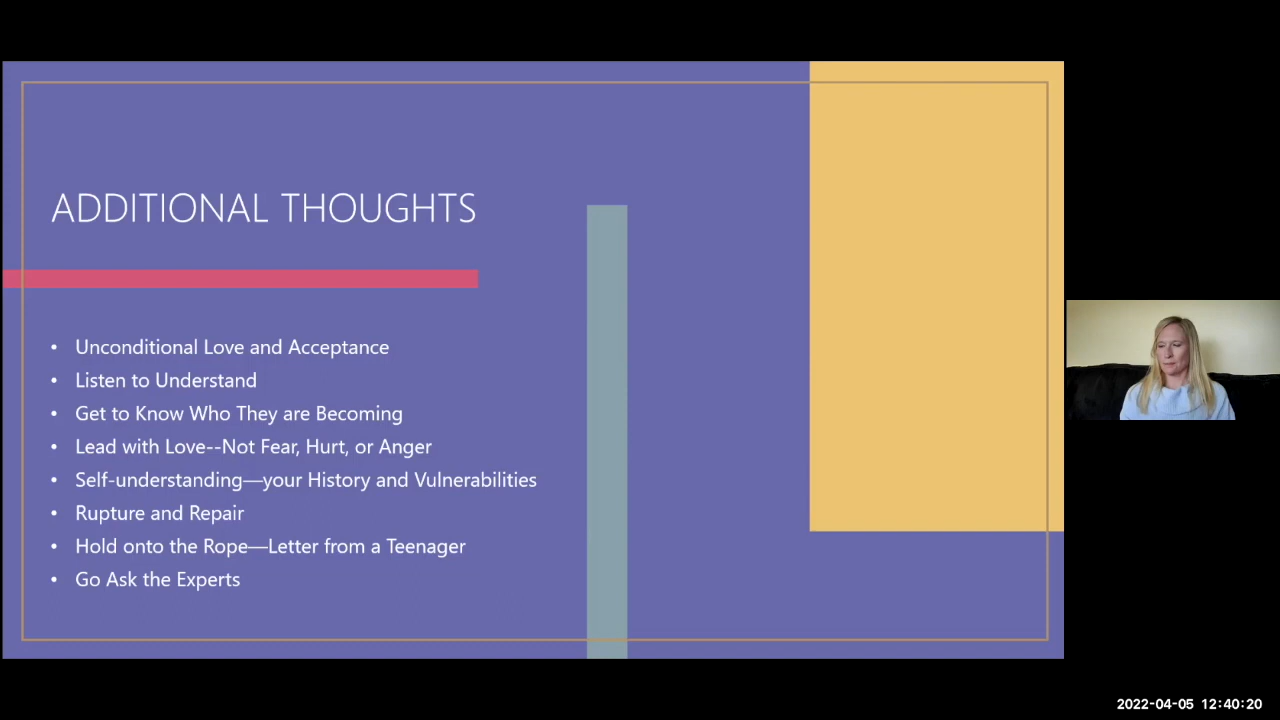 ADDITIONAL THOUGHTS
• Unconditional Love and Acceptance
• Listen to Understand
• Get to Know Who They are Becoming
• Lead with Love--Not Fear, Hurt, or Anger
• Self-understanding—your History and Vulnerabilities
• Rupture and Repair
• Hold onto the Rope—Letter from a Teenager
• Go Ask the Experts
2022-04-05 12:40:20